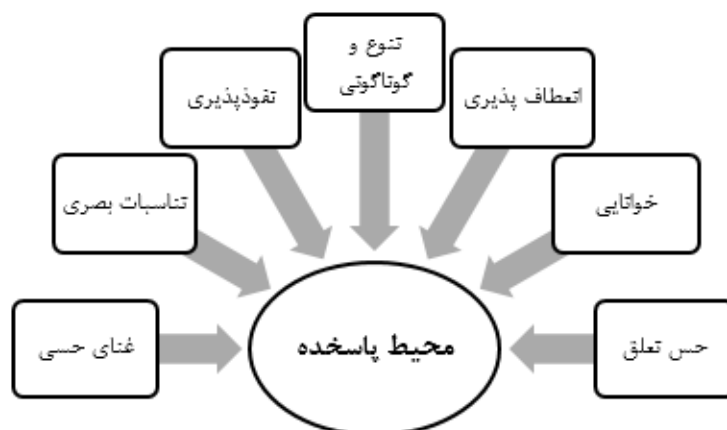 تنوع و
گوناگونی
نفوذپذیری
انعطاف پذیری
تناسبات بصری
خوانایی
غنای حسی
محیط پاسخده
حس تعلق